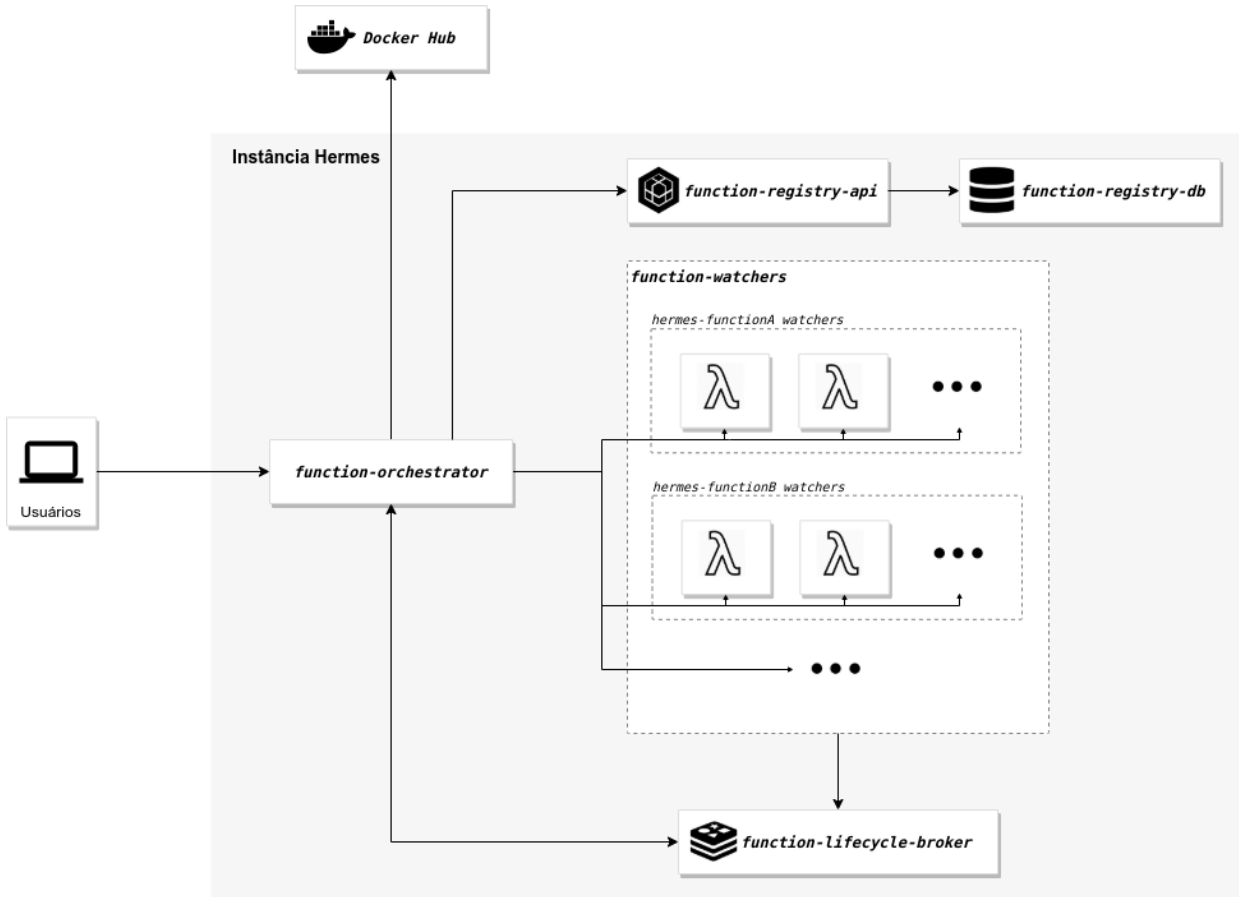 Docker Hub
Instância Hermes
function-registry-api
function-registry-db
function-watchers
hermes-functionA watchers
λ
λ
hermes-functionB watchers
λ
λ
Usuários
function-orchestrator
function-lifecycle-broker